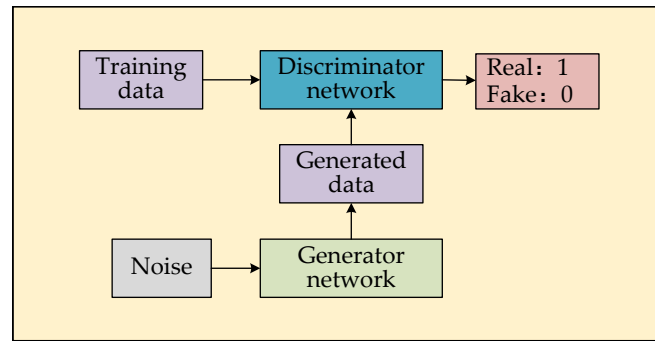 Training
data
Discriminator
network
Real：1
Fake：0
Generated
data
Noise
Generator
network